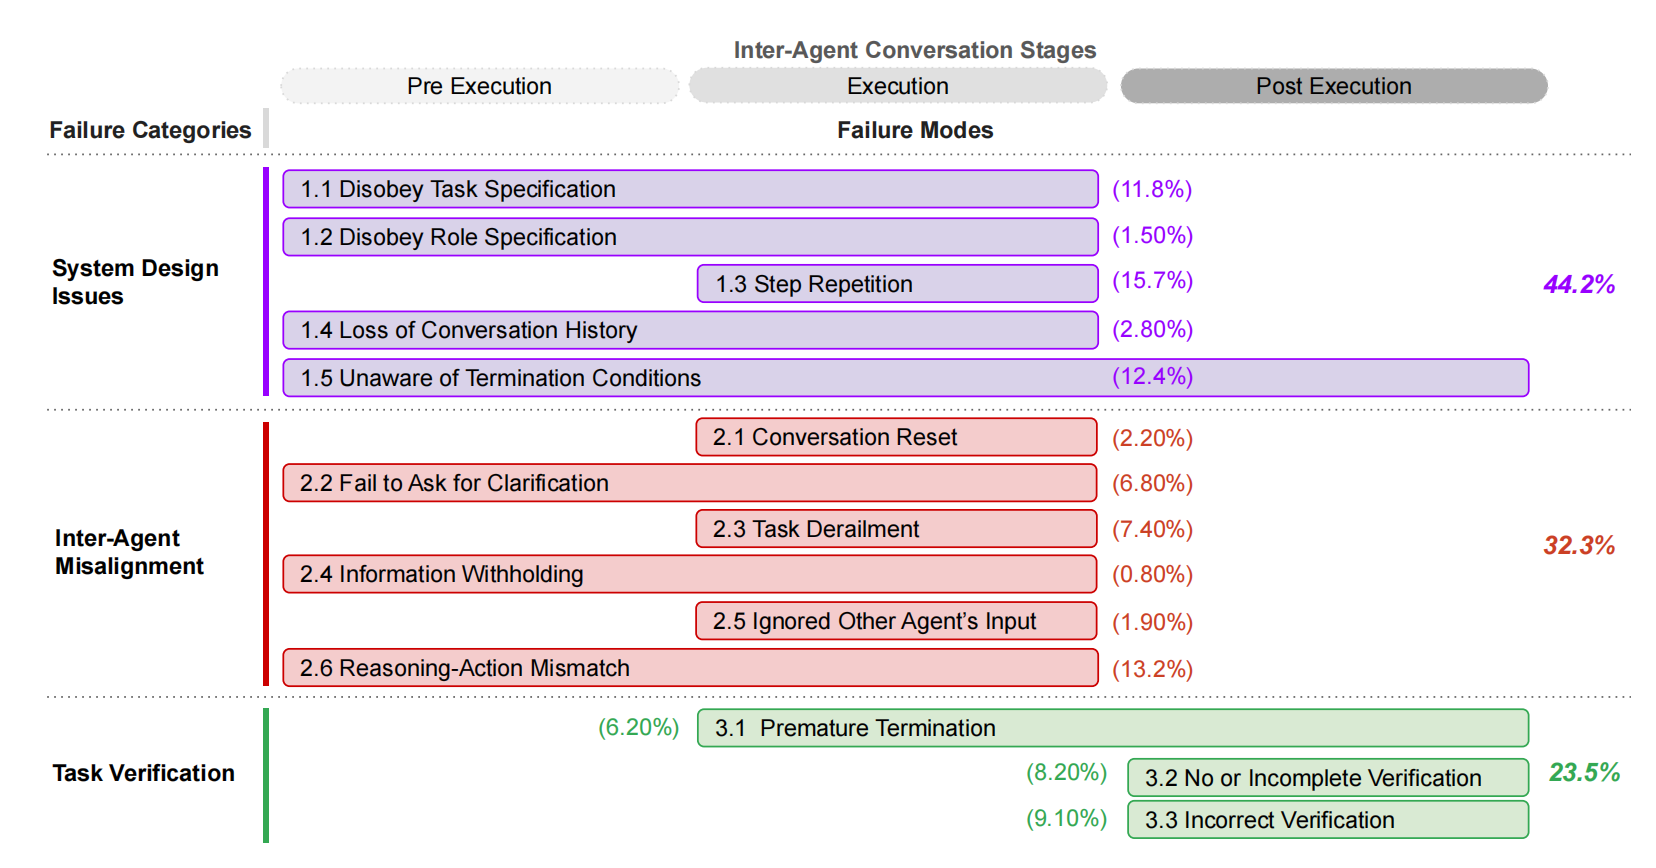 Inter-Agent Conversation Stages
Pre Execution
Execution
Post Execution
Failure Categories
Failure Modes
System Design
Issues
1.1 Disobey Task Specification
(11.8%)
1.2 Disobey Role Specification
(1.50%)
1.3 Step Repetition
(15.7%)
1.4 Loss of Conversation History
(2.80%)
1.5 Unaware of Termination Conditions
(12.4%)
44.2%
Inter-Agent
Misalignment
2.1 Conversation Reset
(2.20%)
2.2 Fail to Ask for Clarification
(6.80%)
2.3 Task Derailment
(7.40%)
2.4 Information Withholding
(0.80%)
2.5 Ignored Other Agent’s Input
(1.90%)
2.6 Reasoning-Action Mismatch
(13.2%)
32.3%
Task Verification
(6.20%)
3.1 Premature Termination
(8.20%)
3.2 No or Incomplete Verification
(9.10%)
3.3 Incorrect Verification
23.5%